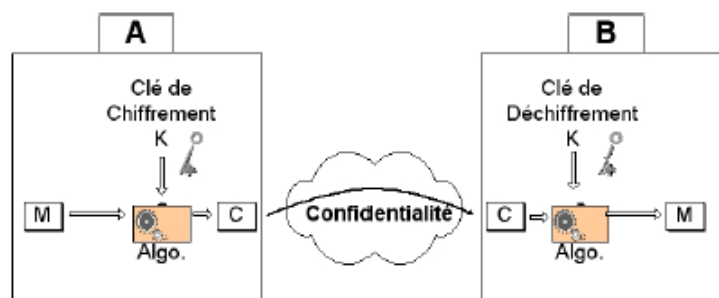 A
Clé de
Chiffrement
K
M
C
Algo.
Confidentialité
B
Clé de
Déchiffrement
K
C
M
Algo.